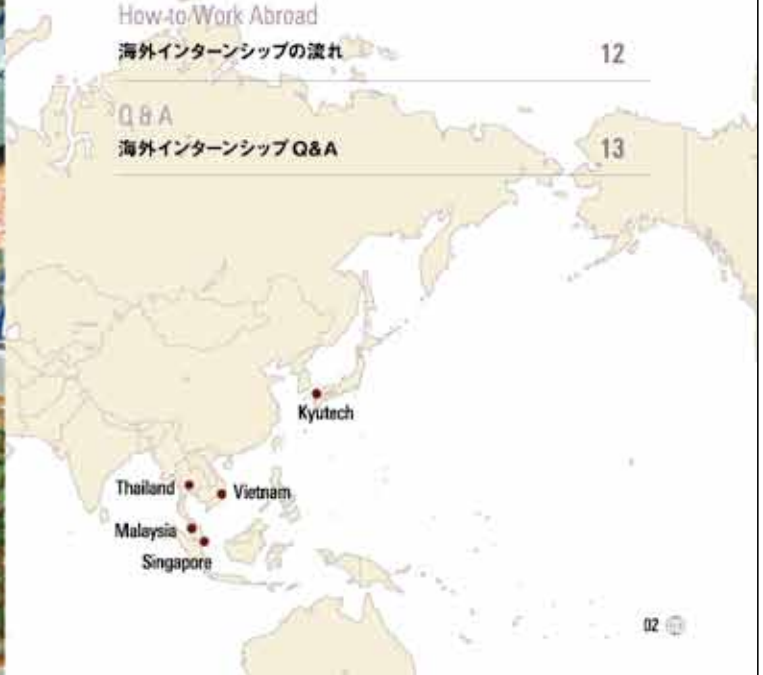 How to Work Abroad
海外インターンシップの流れ 12
Q & A
海外インターンシップ Q&A 13
Kyutech
Thailand
Vietnam
Malaysia
Singapore
02